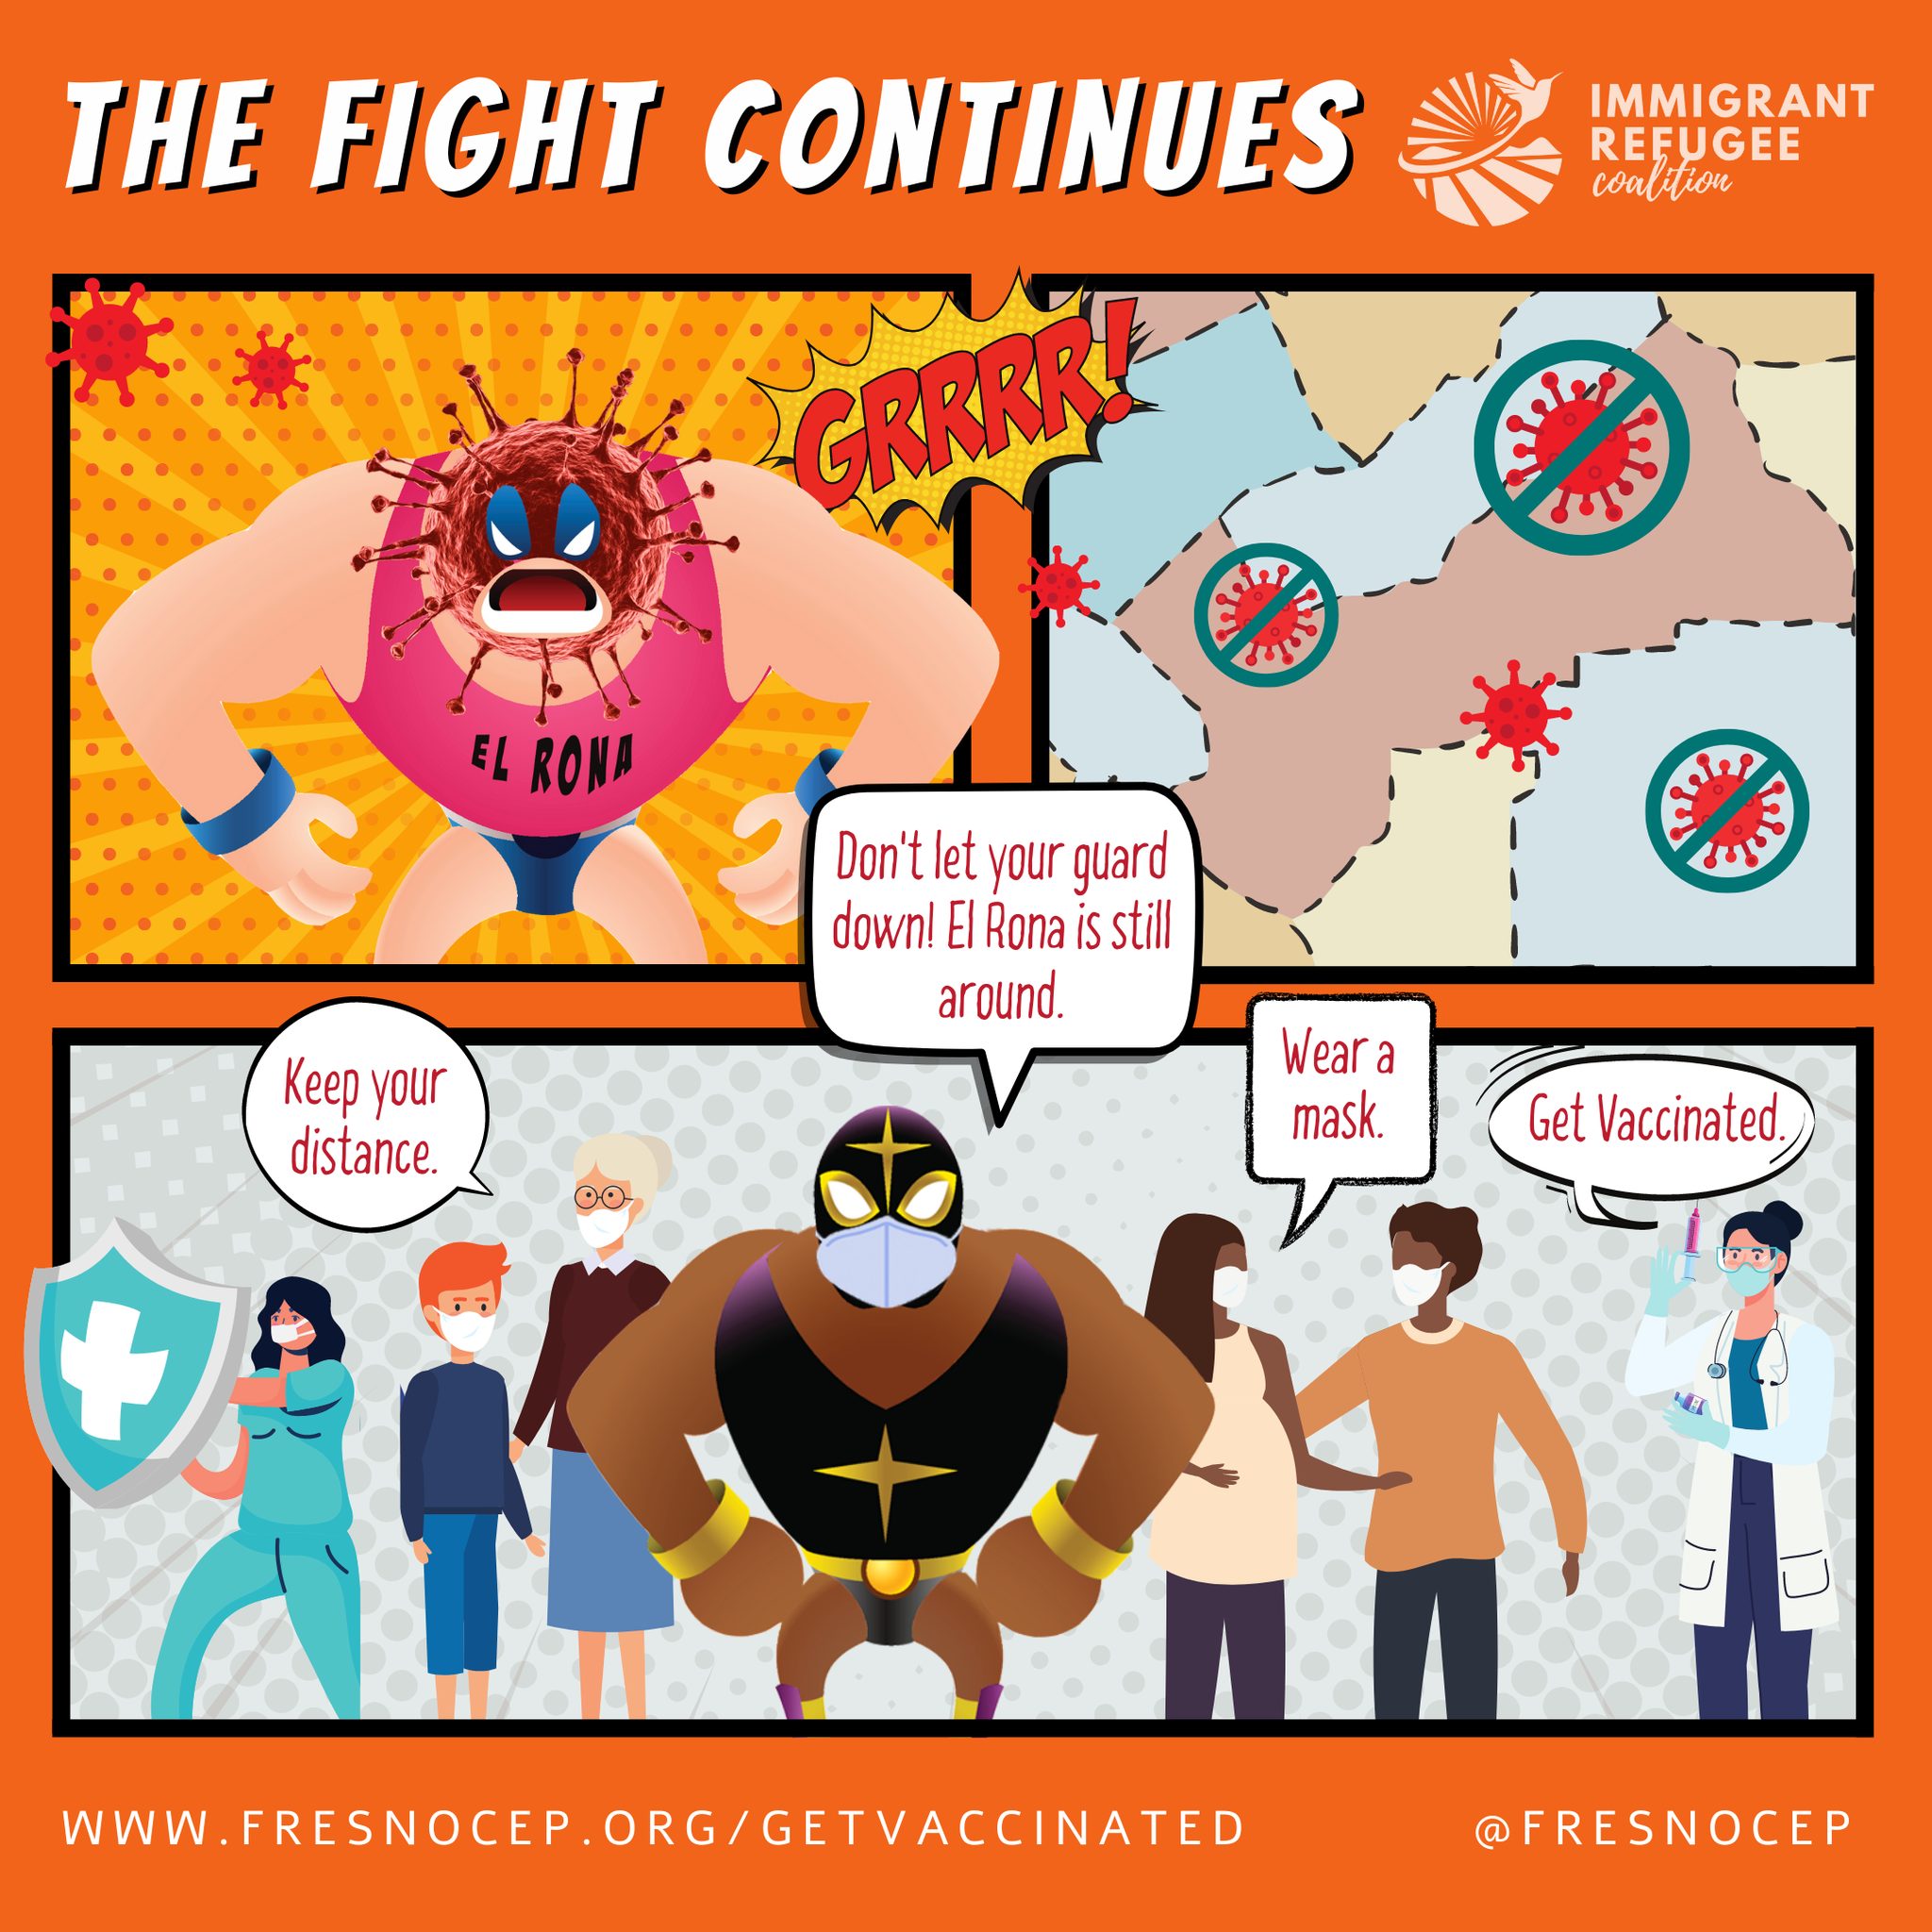 THE FIGHT CONTINUES
IMMIGRANT
REFUGEE
coalition
GRRRR!
EL RONA
Don't let your guard
down! El Rona is still
around.
Keep your
distance.
Wear a
mask.
Get Vaccinated.
WWW.FRESNOCEP.ORG/GETVACCINATED
@FRESNOCEP